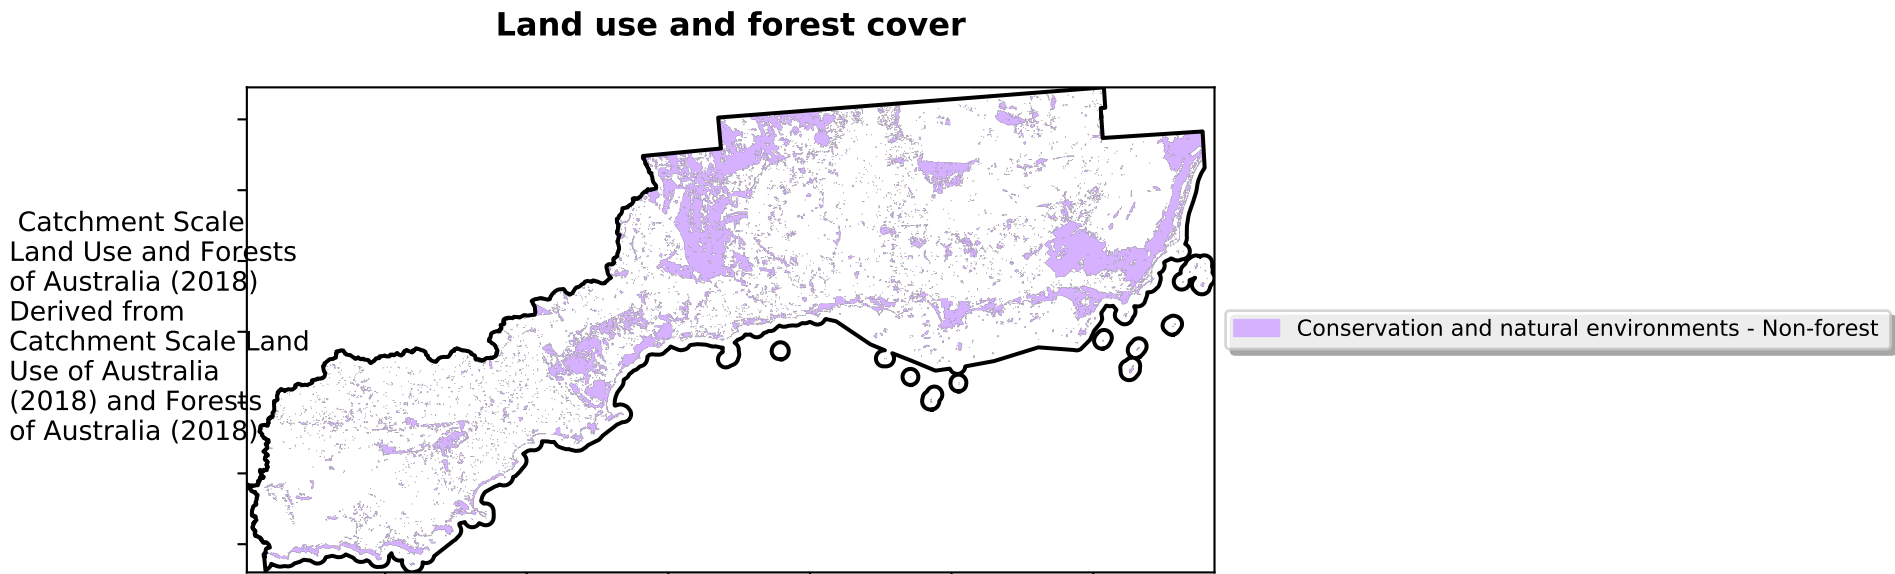 Land use and forest cover
Catchment Scale
Land Use and Forests
of Australia (2018)
Derived from
Catchment Scale Land
Use of Australia
(2018) and Forests
of Australia (2018)
Conservation and natural environments - Non-forest